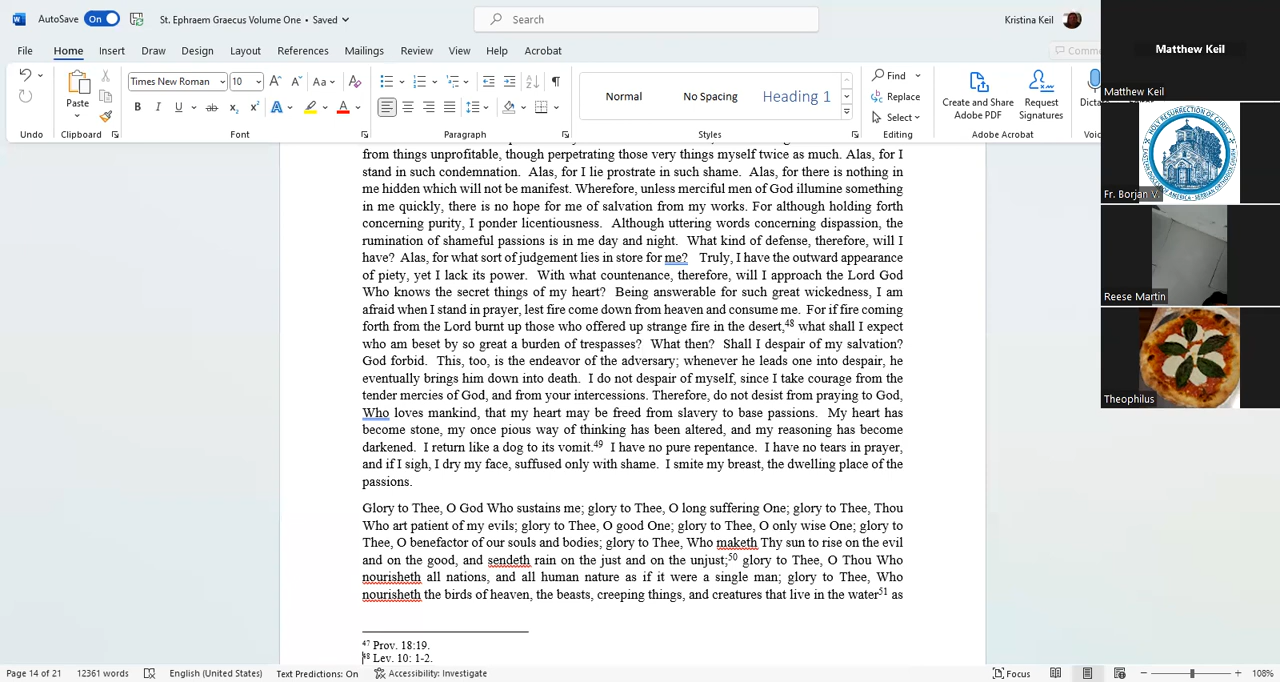 AutoSave On St. Ephraem Graecus Volume One • Saved Search Kristina Keil
File Home Insert Draw Design Layout References Mailings Review View Help Acrobat Comme
Times New Roman 10 Aa
Paste
B I U ab x₂ x² A A
Normal No Spacing Heading 1
Find
Replace
Select
Create and Share Adobe PDF
Request Signatures
Dicta
Undo Clipboard Font Paragraph Styles Editing Adobe Acrobat Voi
from things unprofitable, though perpetrating those very things myself twice as much. Alas, for I
stand in such condemnation. Alas, for I lie prostrate in such shame. Alas, for there is nothing in
me hidden which will not be manifest. Wherefore, unless merciful men of God illumine something
in me quickly, there is no hope for me of salvation from my works. For although holding forth
concerning purity, I ponder licentiousness. Although uttering words concerning dispassion, the
rumination of shameful passions is in me day and night. What kind of defense, therefore, will I
have? Alas, for what sort of judgement lies in store for me? Truly, I have the outward appearance
of piety, yet I lack its power. With what countenance, therefore, will I approach the Lord God
Who knows the secret things of my heart? Being answerable for such great wickedness, I am
afraid when I stand in prayer, lest fire come down from heaven and consume me. For if fire coming
forth from the Lord burnt up those who offered up strange fire in the desert,48 what shall I expect
who am beset by so great a burden of trespasses? What then? Shall I despair of my salvation?
God forbid. This, too, is the endeavor of the adversary; whenever he leads one into despair, he
eventually brings him down into death. I do not despair of myself, since I take courage from the
tender mercies of God, and from your intercessions. Therefore, do not desist from praying to God,
Who loves mankind, that my heart may be freed from slavery to base passions. My heart has
become stone, my once pious way of thinking has been altered, and my reasoning has become
darkened. I return like a dog to its vomit.49 I have no pure repentance. I have no tears in prayer,
and if I sigh, I dry my face, suffused only with shame. I smite my breast, the dwelling place of the
passions.
Glory to Thee, O God Who sustains me; glory to Thee, O long suffering One; glory to Thee, Thou
Who art patient of my evils; glory to Thee, O good One; glory to Thee, O only wise One; glory to
Thee, O benefactor of our souls and bodies; glory to Thee, Who maketh Thy sun to rise on the evil
and on the good, and sendeth rain on the just and on the unjust;50 glory to Thee, O Thou Who
nourisheth all nations, and all human nature as if it were a single man; glory to Thee, Who
nourisheth the birds of heaven, the beasts, creeping things, and creatures that live in the water51 as
47 Prov. 18:19.
48 Lev. 10: 1-2.
Page 14 of 21 12361 words English (United States) Text Predictions: On Accessibility: Investigate Focus 108%
Matthew Keil
Matthew Keil
Fr. Borjan V.
Reese Martin
Theophilus